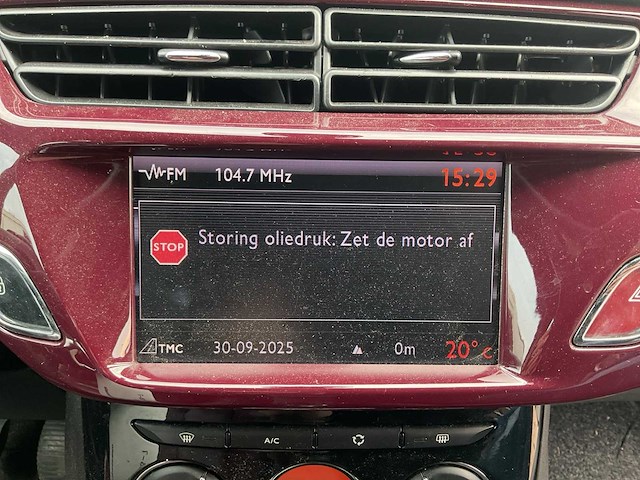 FM 104.7 MHz 15:29
STOP Storing oliedruk: Zet de motor af
TMC 30-09-2025 0m 20°c
A/C